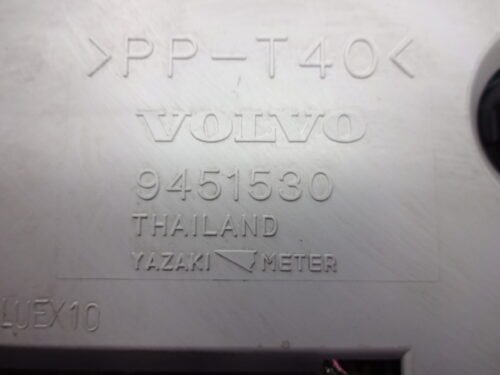 >PP-T40<
VOLVO
9451530
THAILAND
YAZAKI METER
LUEX10